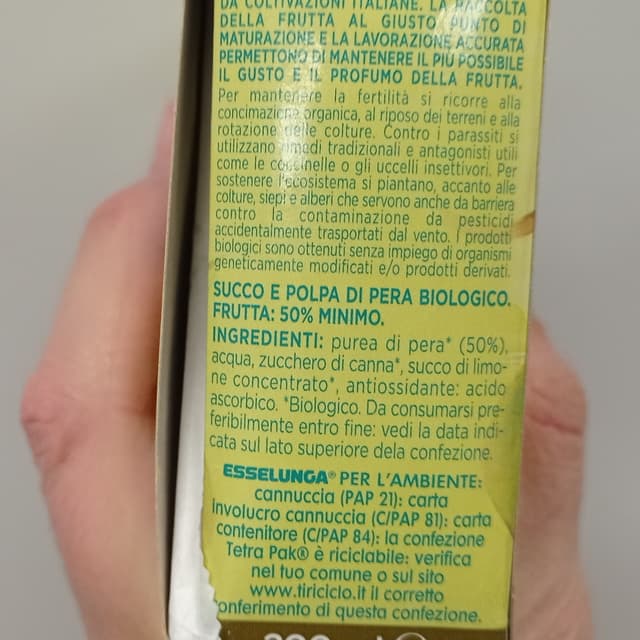 DA COLTIVAZIONI ITALIANE. LA RACCOLTA
DELLA FRUTTA AL GIUSTO PUNTO DI
MATURAZIONE E LA LAVORAZIONE ACCURATA
PERMETTONO DI MANTENERE IL PIÙ POSSIBILE
IL GUSTO E IL PROFUMO DELLA FRUTTA.
Per mantenere la fertilità si ricorre alla
concimazione organica, al riposo dei terreni e alla
rotazione delle colture. Contro i parassiti si
utilizzano rimedi tradizionali e antagonisti utili
come le coccinelle o gli uccelli insettivori. Per
sostenere l'ecosistema si piantano, accanto alle
colture, siepi e alberi che servono anche da barriera
contro la contaminazione da pesticidi
accidentalmente trasportati dal vento. I prodotti
biologici sono ottenuti senza impiego di organismi
geneticamente modificati e/o prodotti derivati.
SUCCO E POLPA DI PERA BIOLOGICO.
FRUTTA: 50% MINIMO.
INGREDIENTI: purea di pera* (50%),
acqua, zucchero di canna*, succo di limo-
ne concentrato*, antiossidante: acido
ascorbico. *Biologico. Da consumarsi pre-
feribilmente entro fine: vedi la data indi-
cata sul lato superiore della confezione.
ESSELUNGA® PER L'AMBIENTE:
cannuccia (PAP 21): carta
Involucro cannuccia (C/PAP 81): carta
contenitore (C/PAP 84): la confezione
Tetra Pak® è riciclabile: verifica
nel tuo comune o sul sito
www.tiriciclo.it il corretto
conferimento di questa confezione.